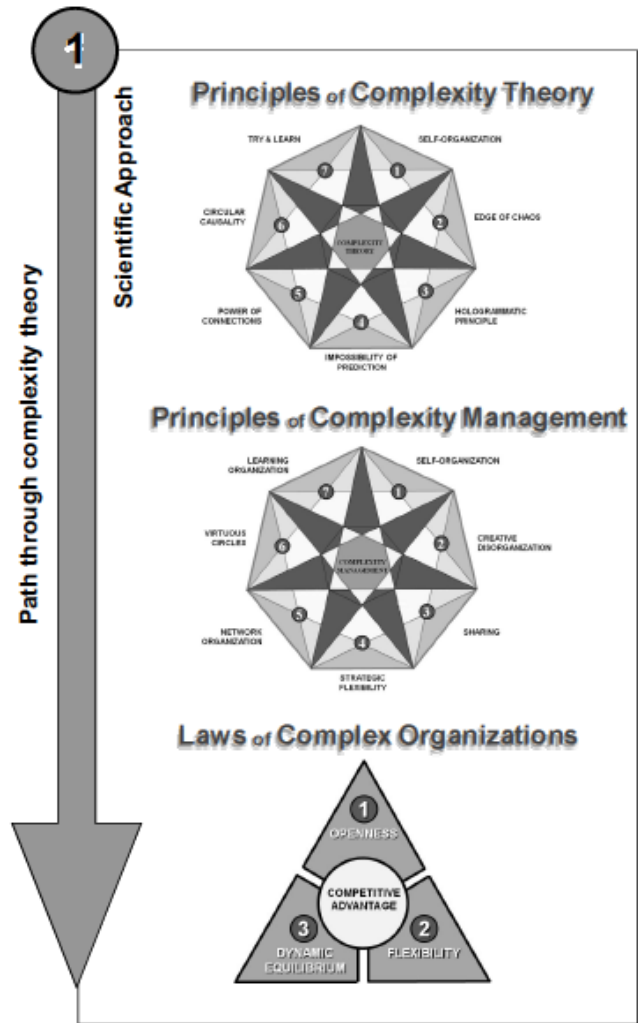 1
Path through complexity theory
Scientific Approach
Principles of Complexity Theory
TRY & LEARN
SELF-ORGANIZATION
7
1
CIRCULAR
CAUSALITY
6
2
EDGE OF CHAOS
COMPLEXITY
THEORY
POWER OF
CONNECTIONS
5
3
HOLOGRAMMATIC
PRINCIPLE
4
IMPOSSIBILITY OF
PREDICTION
Principles of Complexity Management
LEARNING
ORGANIZATION
SELF-ORGANIZATION
7
1
VIRTUOUS
CIRCLES
6
2
CREATIVE
DISORGANIZATION
COMPLEXITY
MANAGEMENT
NETWORK
ORGANIZATION
5
3
SHARING
4
STRATEGIC
FLEXIBILITY
Laws of Complex Organizations
1
OPENNESS
COMPETITIVE
ADVANTAGE
3
DYNAMIC
EQUILIBRIUM
2
FLEXIBILITY